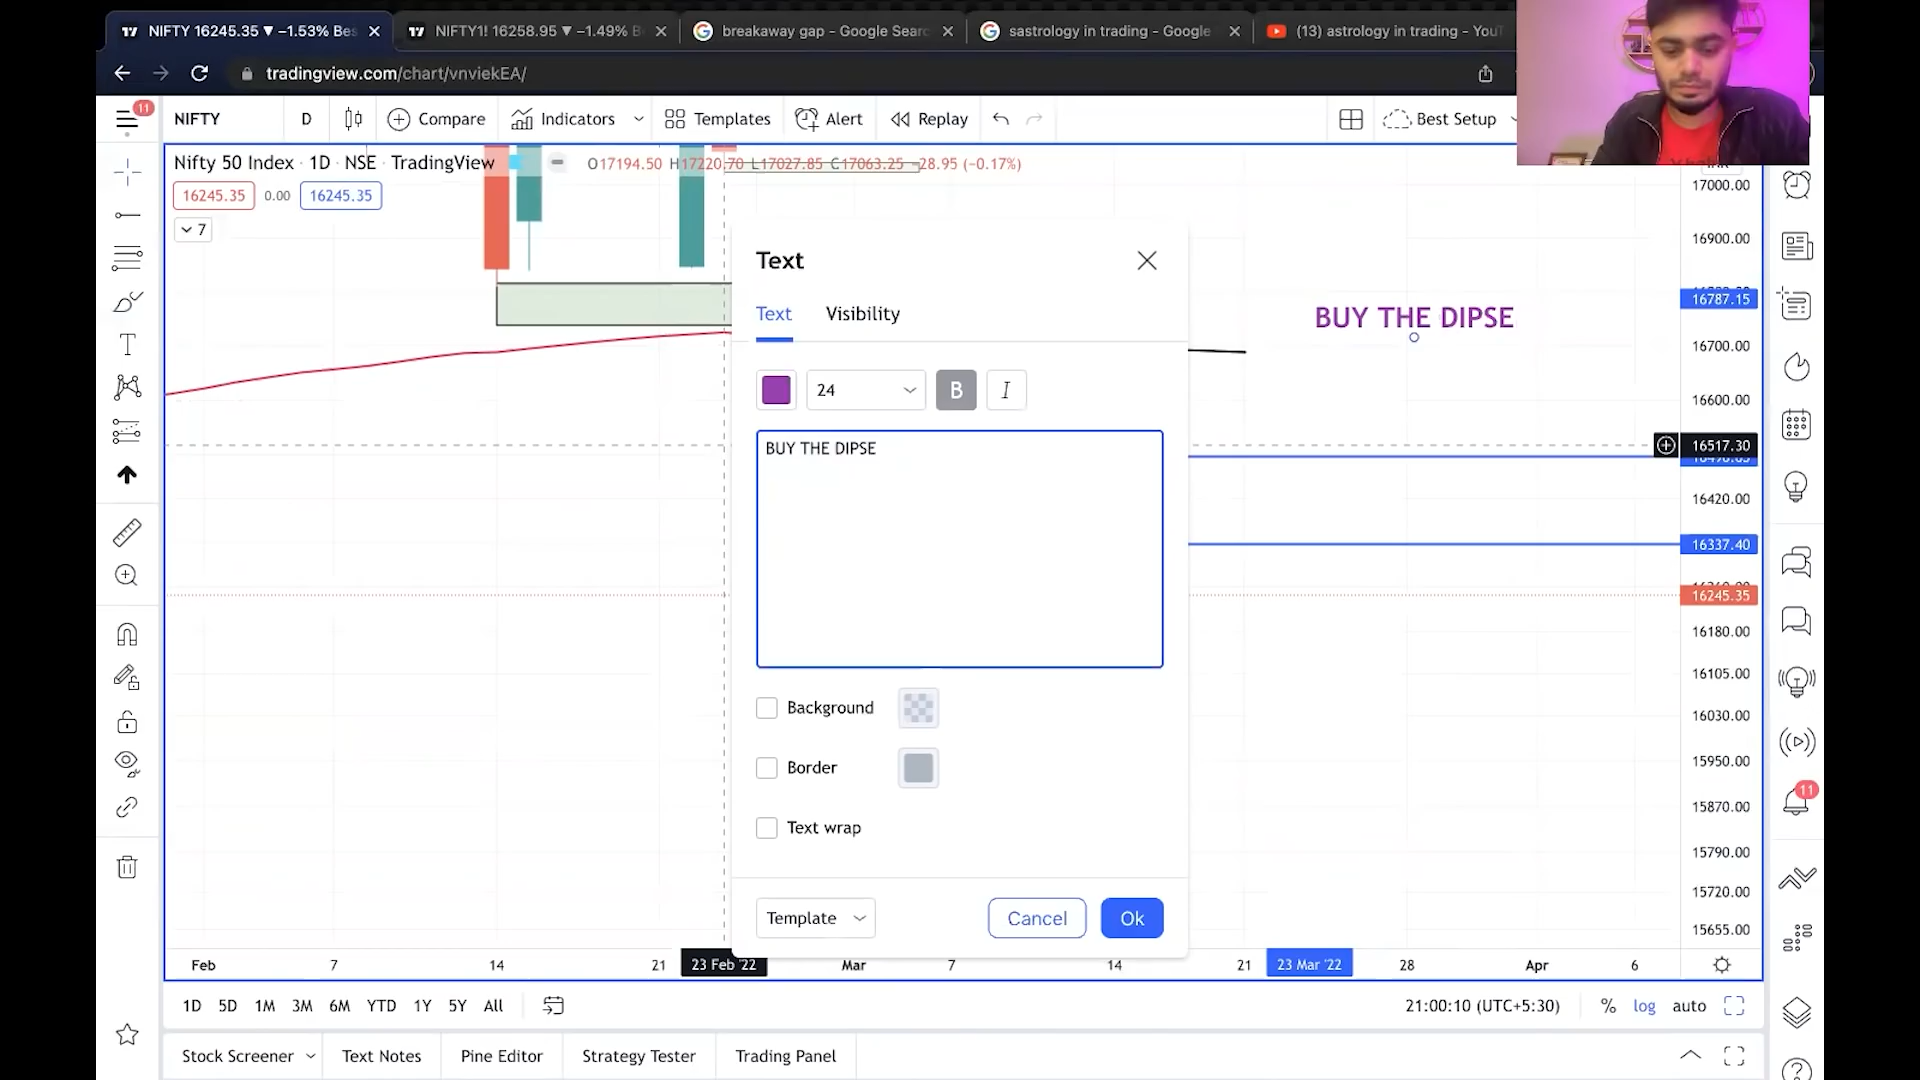 NIFTY 16245.35 ▼ −1.53% Bes
NIFTY1! 16258.95 ▼ −1.49% B
breakaway gap - Google Searc
sastrology in trading - Google
(13) astrology in trading - YouT
tradingview.com/chart/vnviekEA/
11
NIFTY
D
Compare
Indicators
Templates
Alert
Replay
Best Setup
Nifty 50 Index · 1D · NSE · TradingView
O17194.50 H17220.70 L17027.85 C17063.25 −28.95 (−0.17%)
16245.35
0.00
16245.35
7
Text
Text
Visibility
24
B
I
BUY THE DIPSE
Background
Border
Text wrap
Template
Cancel
Ok
BUY THE DIPSE
17000.00
16900.00
16787.15
16700.00
16600.00
16517.30
16420.00
16337.40
16245.35
16180.00
16105.00
16030.00
15950.00
15870.00
15790.00
15720.00
15655.00
11
Feb
7
14
21
23 Feb '22
Mar
7
14
21
23 Mar '22
28
Apr
6
1D
5D
1M
3M
6M
YTD
1Y
5Y
All
21:00:10 (UTC+5:30)
%
log
auto
Stock Screener
Text Notes
Pine Editor
Strategy Tester
Trading Panel